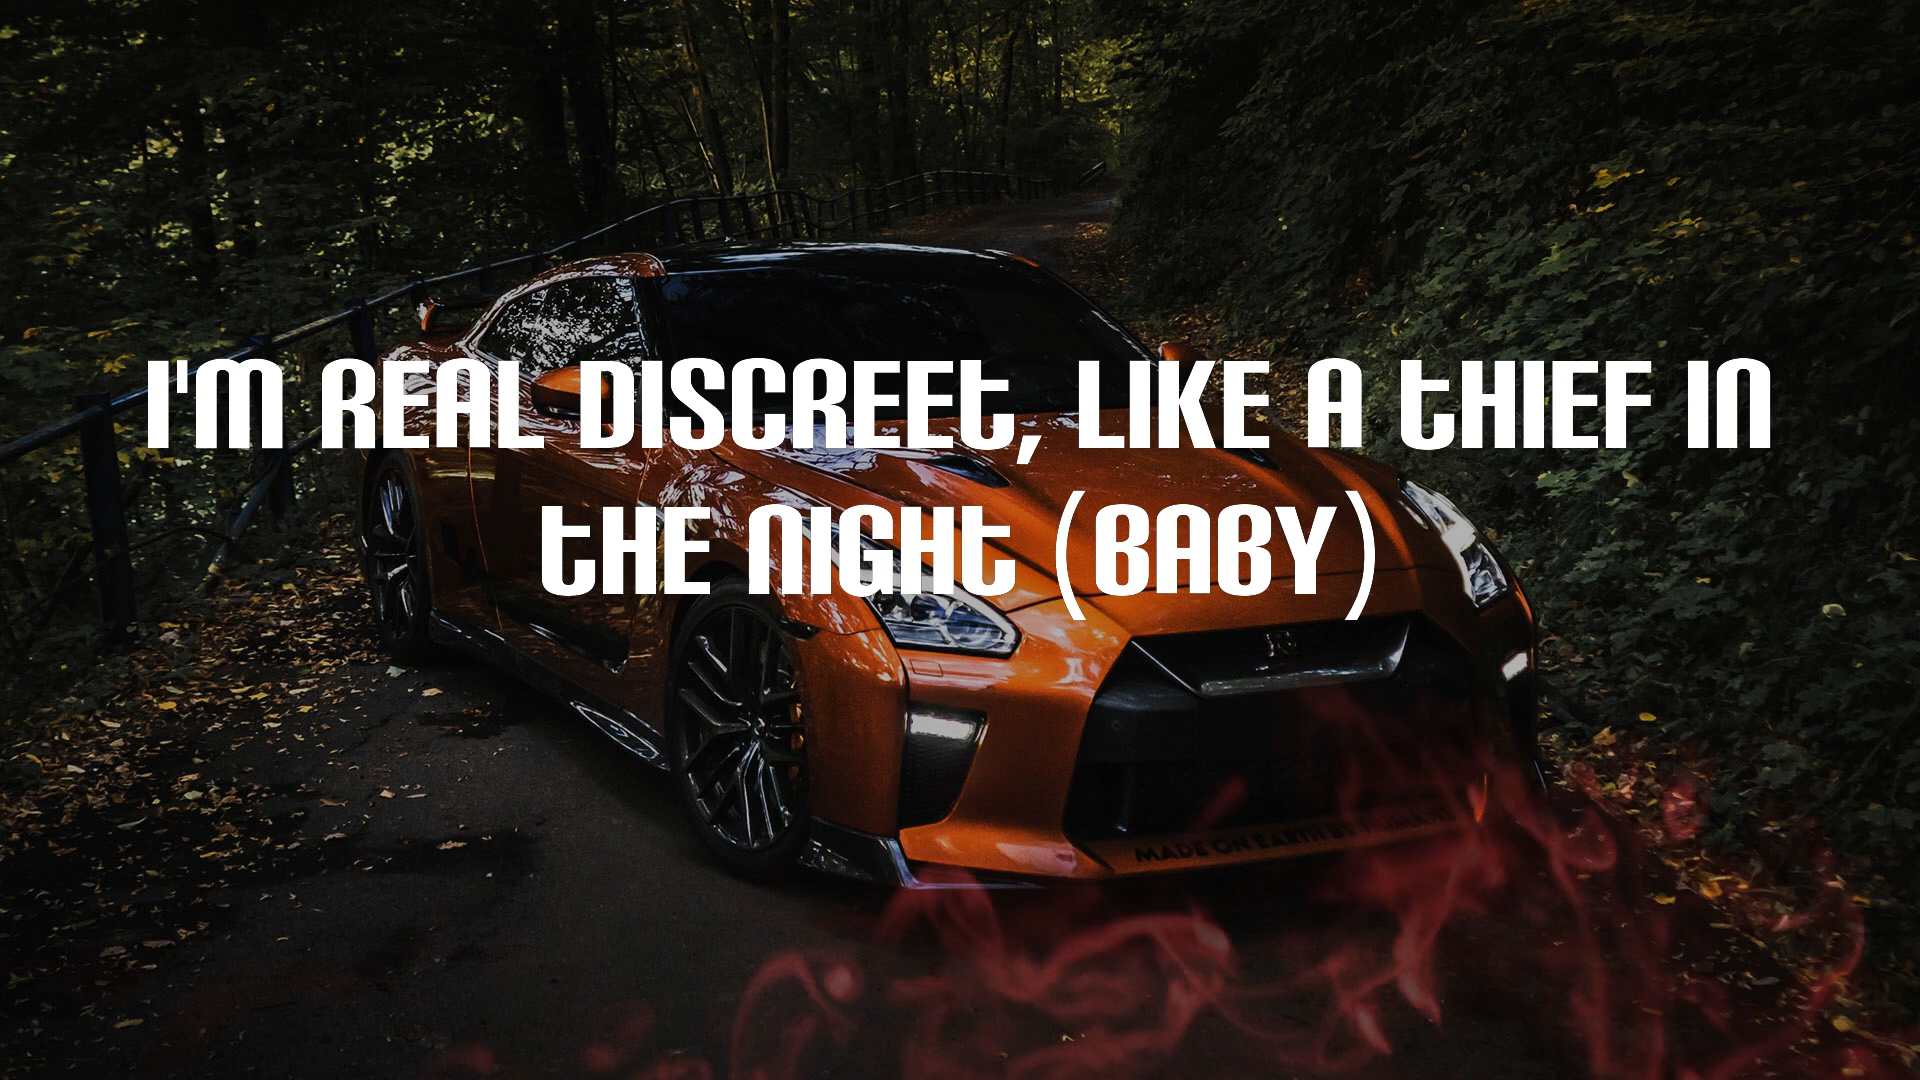 I'M REAL DISCREET, LIKE A THIEF IN
THE NIGHT (BABY)
MADE ON EARTH BY